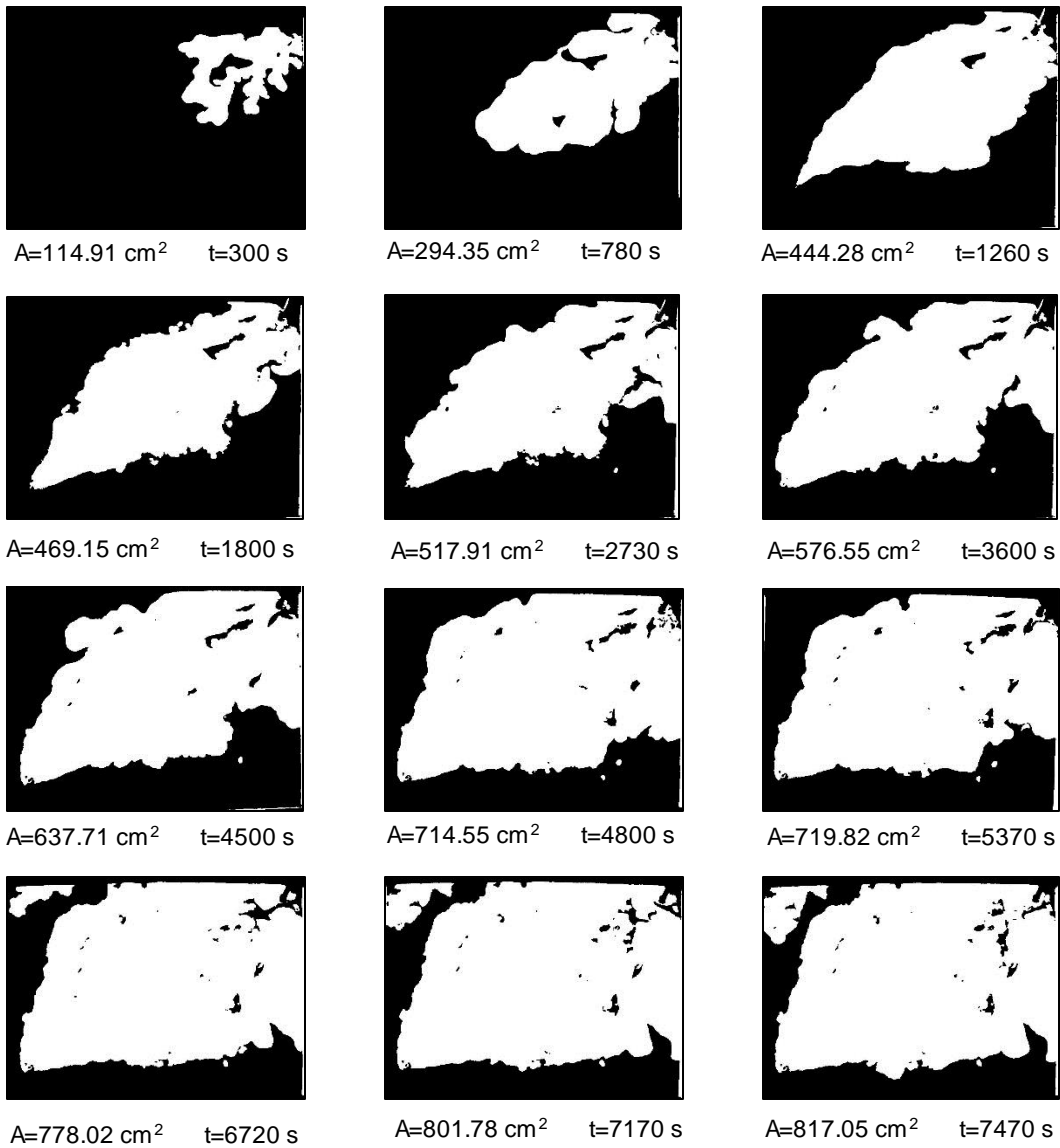 A=114.91 cm² t=300 s
A=294.35 cm² t=780 s
A=444.28 cm² t=1260 s
A=469.15 cm² t=1800 s
A=517.91 cm² t=2730 s
A=576.55 cm² t=3600 s
A=637.71 cm² t=4500 s
A=714.55 cm² t=4800 s
A=719.82 cm² t=5370 s
A=778.02 cm² t=6720 s
A=801.78 cm² t=7170 s
A=817.05 cm² t=7470 s